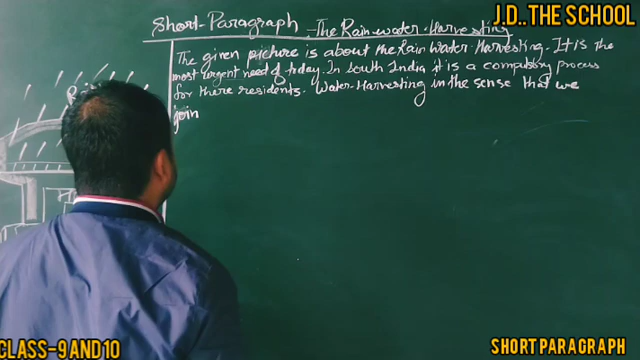 J.D..THE SCHOOL
Short-Paragraph - The Rain water Harvesting
The given picture is about the Rain Water Harvesting. It is the
most urgent need of today. In South India it is a compulsory process
for there residents. Water-Harvesting in the sense that we
join
CLASS-9 AND 10
SHORT PARAGRAPH